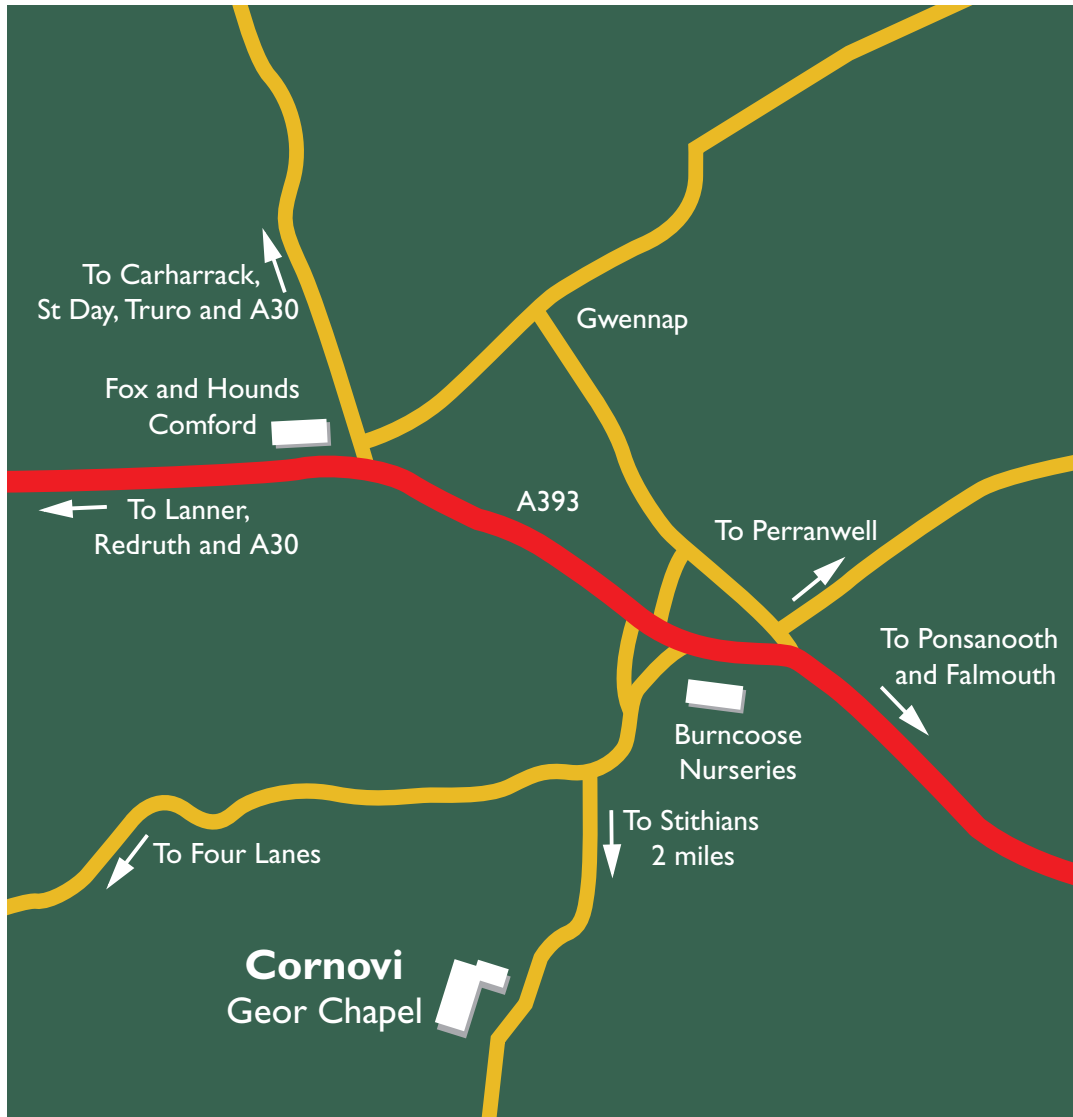 To Carharrack,
St Day, Truro and A30
Gwennap
Fox and Hounds
Comford
A393
To Lanner,
Redruth and A30
To Perranwell
To Ponsanooth
and Falmouth
Burncoose
Nurseries
To Stithians
2 miles
To Four Lanes
Cornovi
Geor Chapel